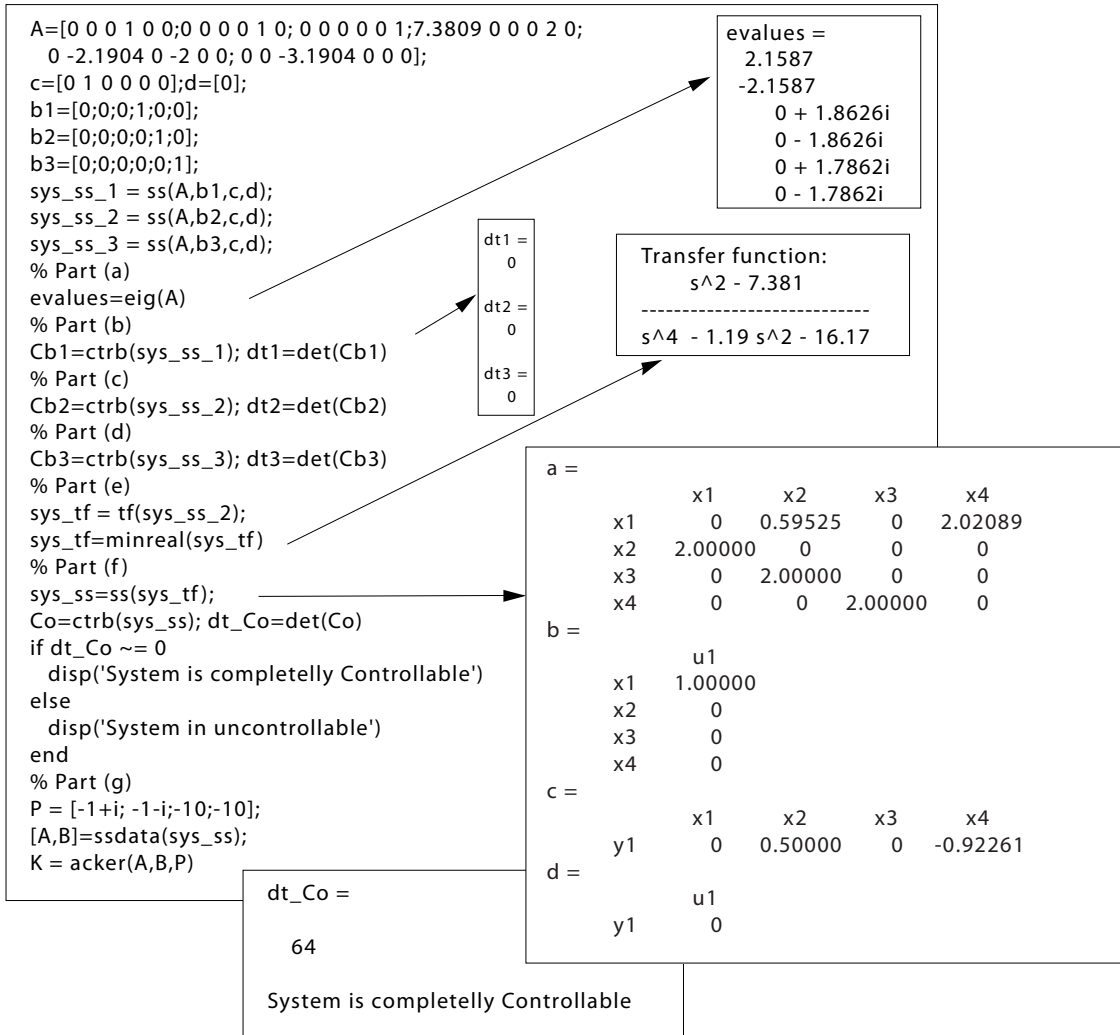 A=[0 0 0 1 0 0;0 0 0 0 1 0; 0 0 0 0 0 1;7.3809 0 0 0 2 0;
0 -2.1904 0 -2 0 0; 0 0 -3.1904 0 0 0];
c=[0 1 0 0 0 0];d=[0];
b1=[0;0;0;1;0;0];
b2=[0;0;0;0;1;0];
b3=[0;0;0;0;0;1];
sys_ss_1 = ss(A,b1,c,d);
sys_ss_2 = ss(A,b2,c,d);
sys_ss_3 = ss(A,b3,c,d);
% Part (a)
evalues=eig(A)
% Part (b)
Cb1=ctrb(sys_ss_1); dt1=det(Cb1)
% Part (c)
Cb2=ctrb(sys_ss_2); dt2=det(Cb2)
% Part (d)
Cb3=ctrb(sys_ss_3); dt3=det(Cb3)
% Part (e)
sys_tf = tf(sys_ss_2);
sys_tf=minreal(sys_tf)
% Part (f)
sys_ss=ss(sys_tf);
Co=ctrb(sys_ss); dt_Co=det(Co)
if dt_Co ~= 0
disp('System is completelly Controllable')
else
disp('System in uncontrollable')
end
% Part (g)
P = [-1+i; -1-i;-10;-10];
[A,B]=ssdata(sys_ss);
K = acker(A,B,P)
evalues =
2.1587
-2.1587
0 + 1.8626i
0 - 1.8626i
0 + 1.7862i
0 - 1.7862i
dt1 =
0
dt2 =
0
dt3 =
0
Transfer function:
s^2 - 7.381
----------------------------
s^4 - 1.19 s^2 - 16.17
a =
x1 x2 x3 x4
x1 0 0.59525 0 2.02089
x2 2.00000 0 0 0
x3 0 2.00000 0 0
x4 0 0 2.00000 0
b =
u1
x1 1.00000
x2 0
x3 0
x4 0
c =
x1 x2 x3 x4
y1 0 0.50000 0 -0.92261
d =
u1
y1 0
dt_Co =
64
System is completelly Controllable